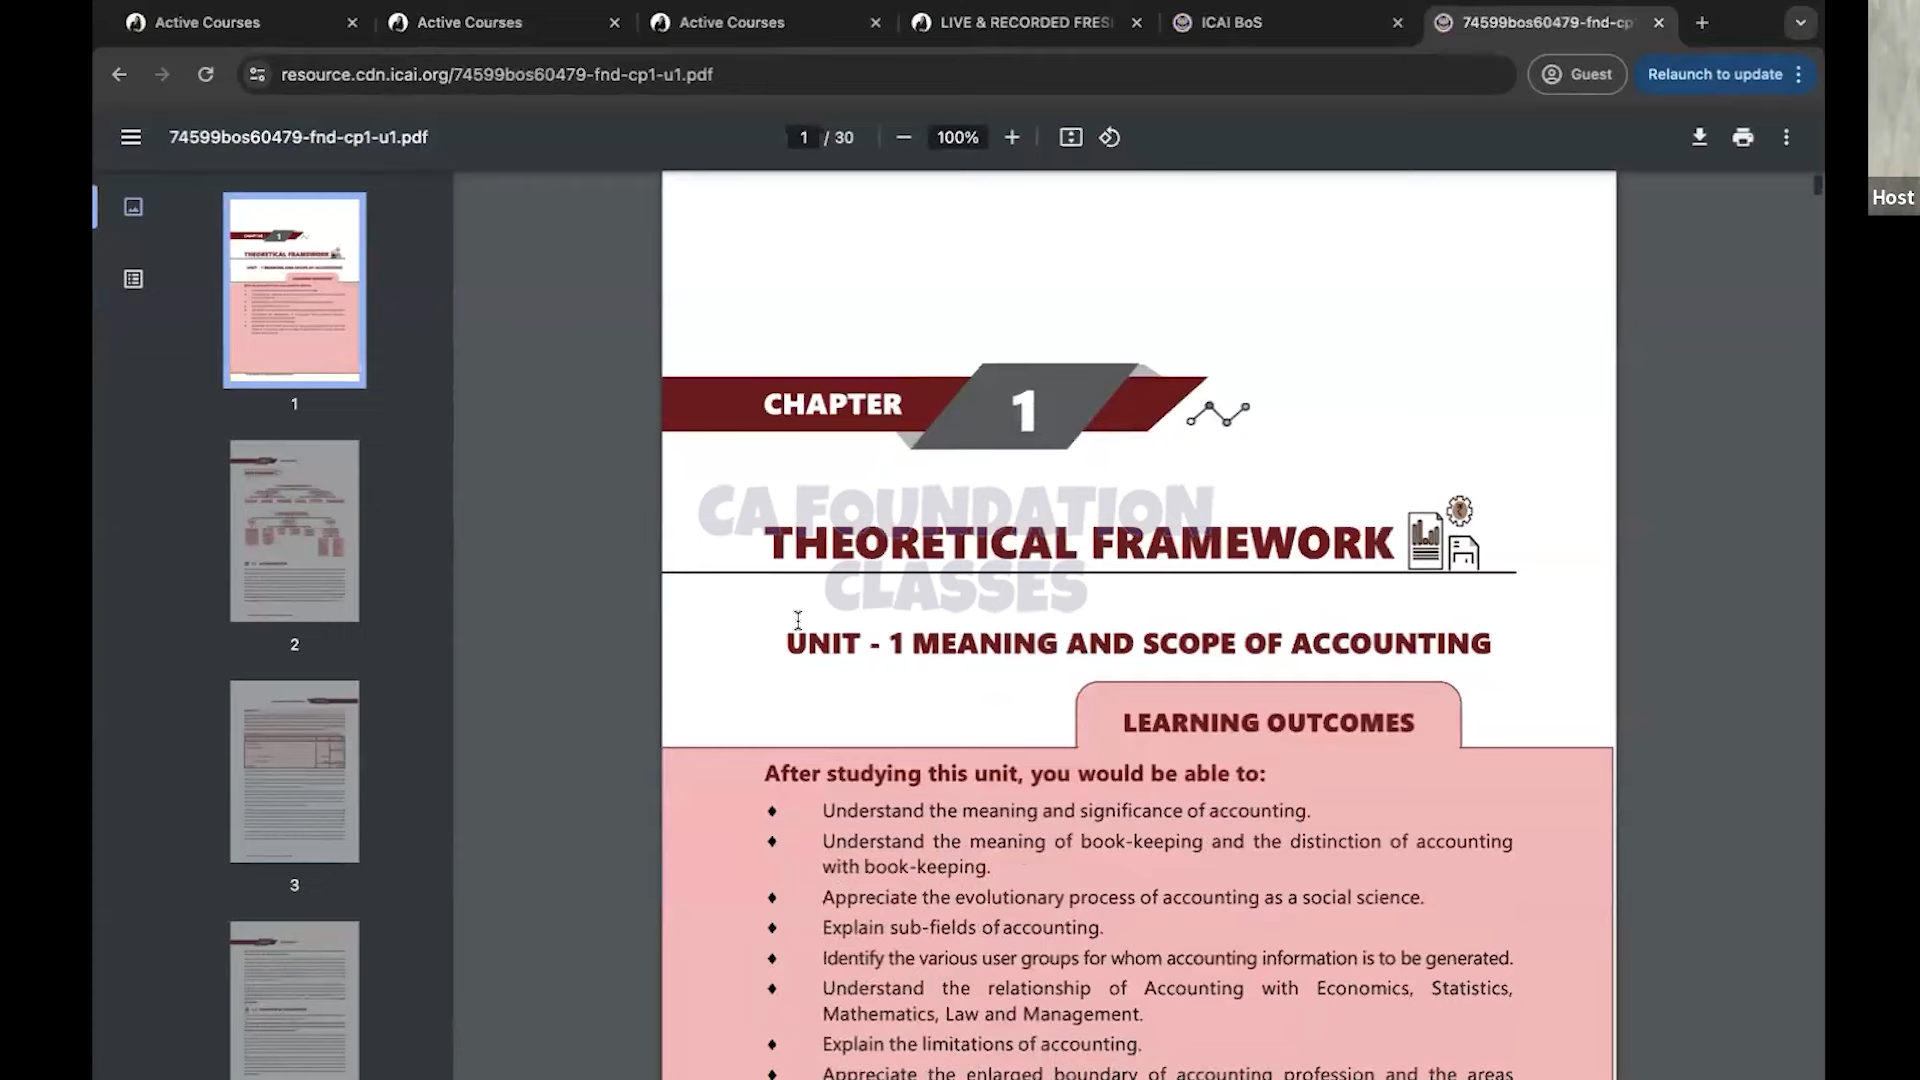 Active Courses
Active Courses
Active Courses
LIVE & RECORDED FRES
ICAI BoS
74599bos60479-fnd-cp
resource.cdn.icai.org/74599bos60479-fnd-cp1-u1.pdf
Guest
Relaunch to update
74599bos60479-fnd-cp1-u1.pdf
1 / 30
100%
Host
CHAPTER 1
CA FOUNDATION
CLASSES
THEORETICAL FRAMEWORK
UNIT - 1 MEANING AND SCOPE OF ACCOUNTING
LEARNING OUTCOMES
After studying this unit, you would be able to:
♦ Understand the meaning and significance of accounting.
♦ Understand the meaning of book-keeping and the distinction of accounting
with book-keeping.
♦ Appreciate the evolutionary process of accounting as a social science.
♦ Explain sub-fields of accounting.
♦ Identify the various user groups for whom accounting information is to be generated.
♦ Understand the relationship of Accounting with Economics, Statistics,
Mathematics, Law and Management.
♦ Explain the limitations of accounting.
♦ Appreciate the enlarged boundary of accounting profession and the areas
1
2
3